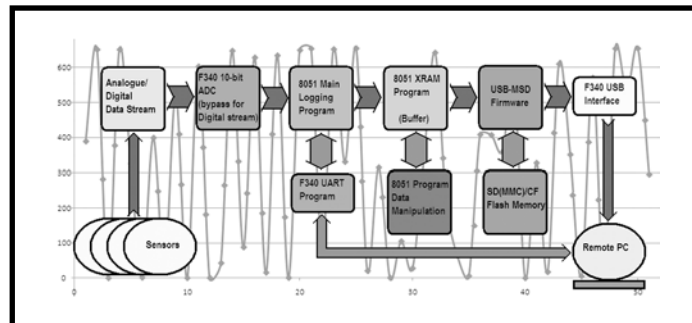 600
500
400
300
200
100
0
0
10
20
30
40
50
Analogue/
Digital
Data Stream
F340 10-bit
ADC
(bypass for
Digital stream)
8051 Main
Logging
Program
8051 XRAM
Program
(Buffer)
USB-MSD
Firmware
F340 USB
Interface
F340 UART
Program
8051 Program
Data
Manipulation
SD(MMC)/CF
Flash Memory
Sensors
Remote PC